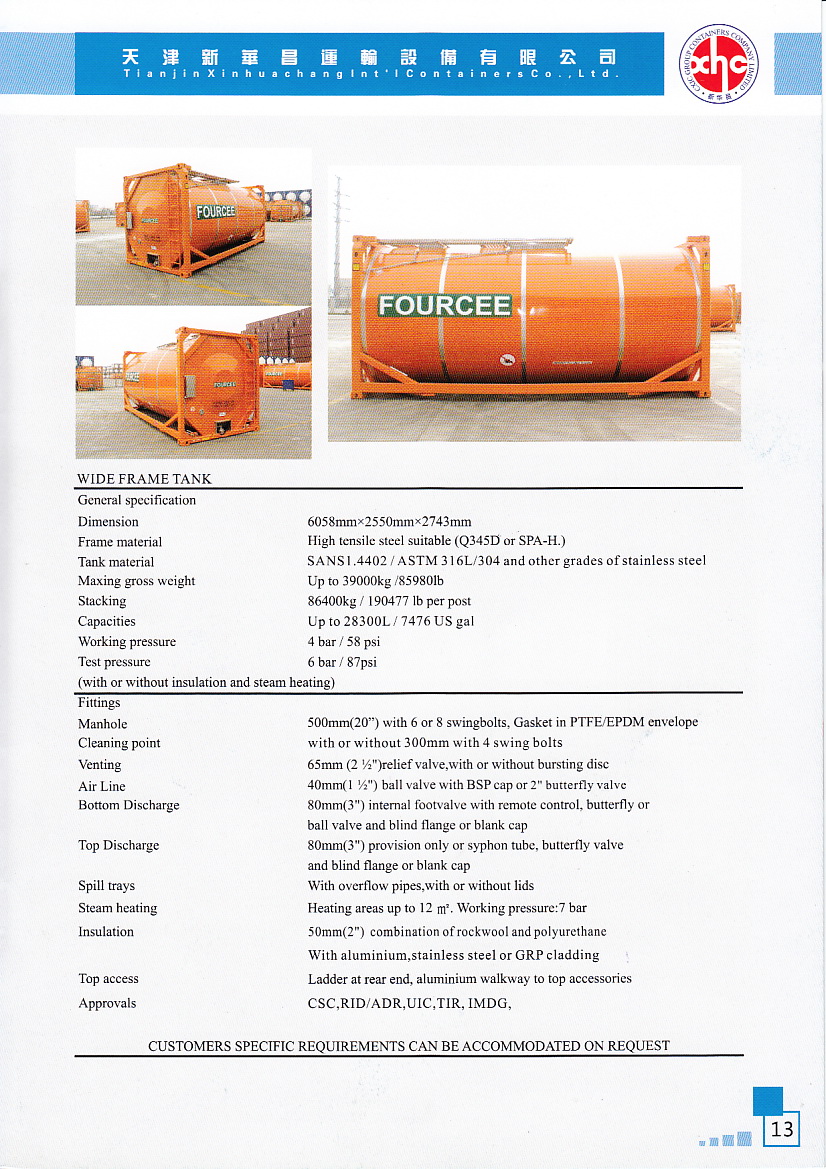 天津新華昌運輸設備有限公司
TianjinXinhuachangInt'lContainersCo.,Ltd.
CXIC GROUP CONTAINERS COMPANY LIMITED
xhc
新华昌
FOURCEE
FOURCEE
FOURCEE
FOURCEE
WIDE FRAME TANK
General specification
Dimension 6058mm×2550mm×2743mm
Frame material High tensile steel suitable (Q345D or SPA-H.)
Tank material SANS1.4402 / ASTM 316L/304 and other grades of stainless steel
Maxing gross weight Up to 39000kg /85980lb
Stacking 86400kg / 190477 lb per post
Capacities Up to 28300L / 7476 US gal
Working pressure 4 bar / 58 psi
Test pressure 6 bar / 87psi
(with or without insulation and steam heating)
Fittings
Manhole 500mm(20”) with 6 or 8 swingbolts, Gasket in PTFE/EPDM envelope
Cleaning point with or without 300mm with 4 swing bolts
Venting 65mm (2 ½")relief valve,with or without bursting disc
Air Line 40mm(1 ½") ball valve with BSP cap or 2" butterfly valve
Bottom Discharge 80mm(3") internal footvalve with remote control, butterfly or
ball valve and blind flange or blank cap
Top Discharge 80mm(3") provision only or syphon tube, butterfly valve
and blind flange or blank cap
Spill trays With overflow pipes,with or without lids
Steam heating Heating areas up to 12 m². Working pressure:7 bar
Insulation 50mm(2") combination of rockwool and polyurethane
With aluminium,stainless steel or GRP cladding
Top access Ladder at rear end, aluminium walkway to top accessories
Approvals CSC,RID/ADR,UIC,TIR, IMDG,
CUSTOMERS SPECIFIC REQUIREMENTS CAN BE ACCOMMODATED ON REQUEST
13